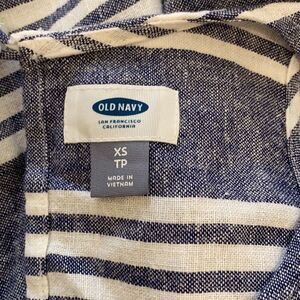 OLD NAVY
SAN FRANCISCO
CALIFORNIA
XS
TP
MADE IN
VIETNAM